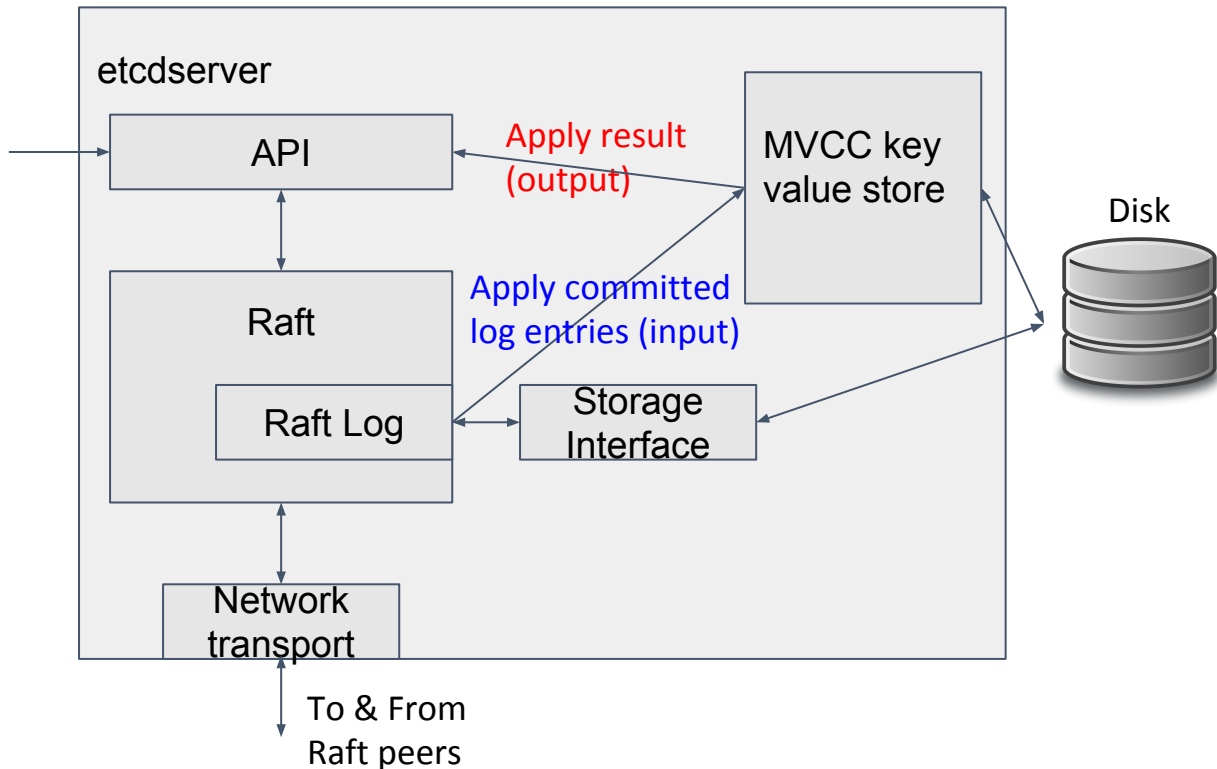 etcdserver
API
Apply result
(output)
MVCC key
value store
Disk
Raft
Apply committed
log entries (input)
Raft Log
Storage
Interface
Network
transport
To & From
Raft peers